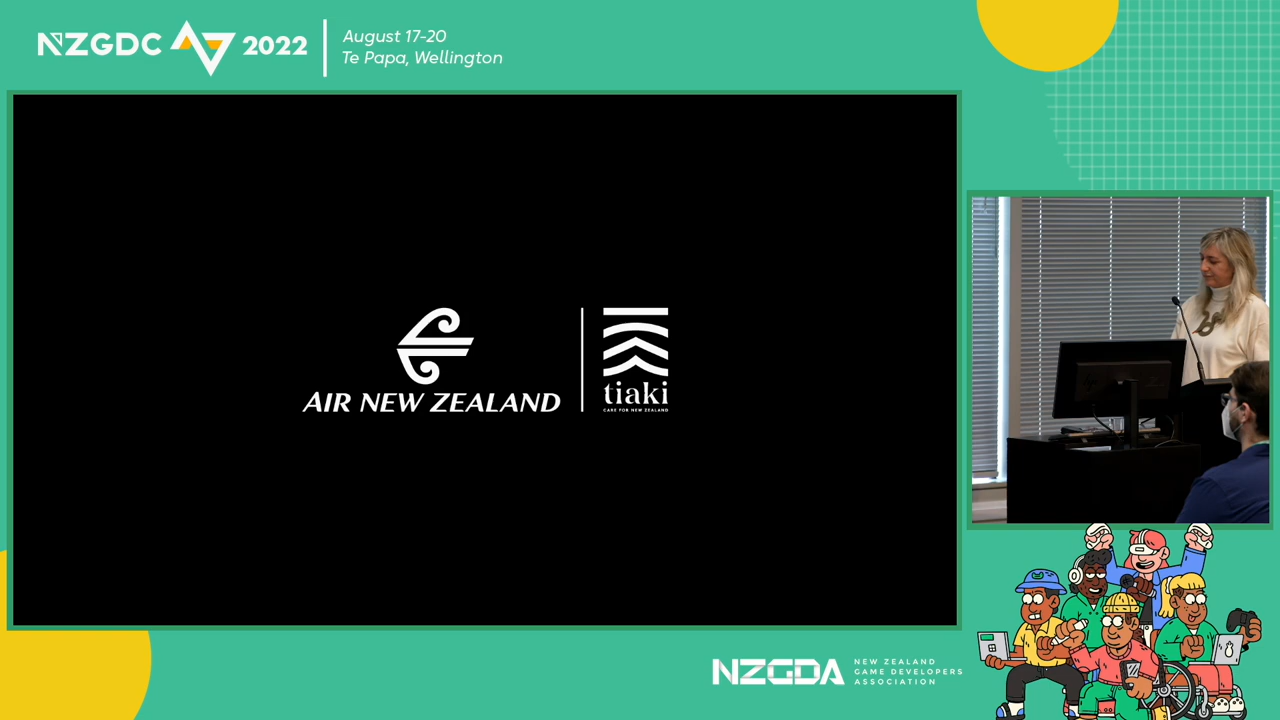 NZGDC 2022
August 17-20
Te Papa, Wellington
AIR NEW ZEALAND
tiaki
CARE FOR NEW ZEALAND
NZGDA
NEW ZEALAND
GAME DEVELOPERS
ASSOCIATION